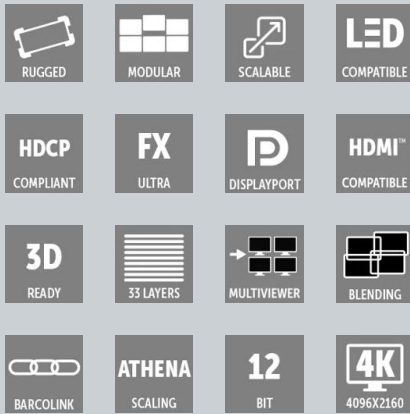 RUGGED
MODULAR
SCALABLE
LED
COMPATIBLE
HDCP
COMPLIANT
FX
ULTRA
DISPLAYPORT
HDMI™
COMPATIBLE
3D
READY
33 LAYERS
MULTIVIEWER
BLENDING
BARCOLINK
ATHENA
SCALING
12
BIT
4K
4096X2160